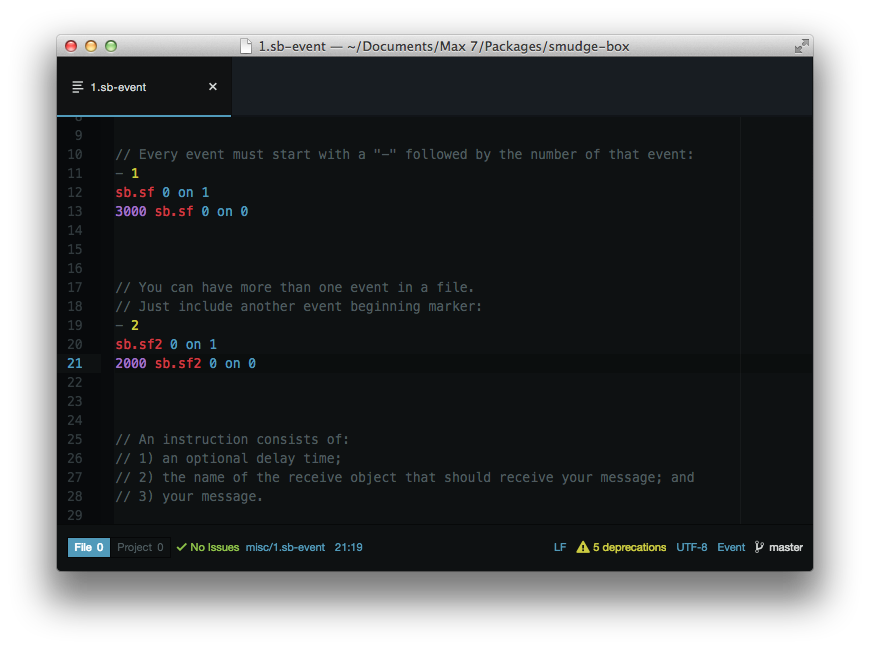 1.sb-event — ~/Documents/Max 7/Packages/smudge-box
1.sb-event ×
8
9
10 // Every event must start with a "-" followed by the number of that event:
11 - 1
12 sb.sf 0 on 1
13 3000 sb.sf 0 on 0
14
15
16
17 // You can have more than one event in a file.
18 // Just include another event beginning marker:
19 - 2
20 sb.sf2 0 on 1
21 2000 sb.sf2 0 on 0
22
23
24
25 // An instruction consists of:
26 // 1) an optional delay time;
27 // 2) the name of the receive object that should receive your message; and
28 // 3) your message.
29
File 0 Project 0 No Issues misc/1.sb-event 21:19 LF 5 deprecations UTF-8 Event master